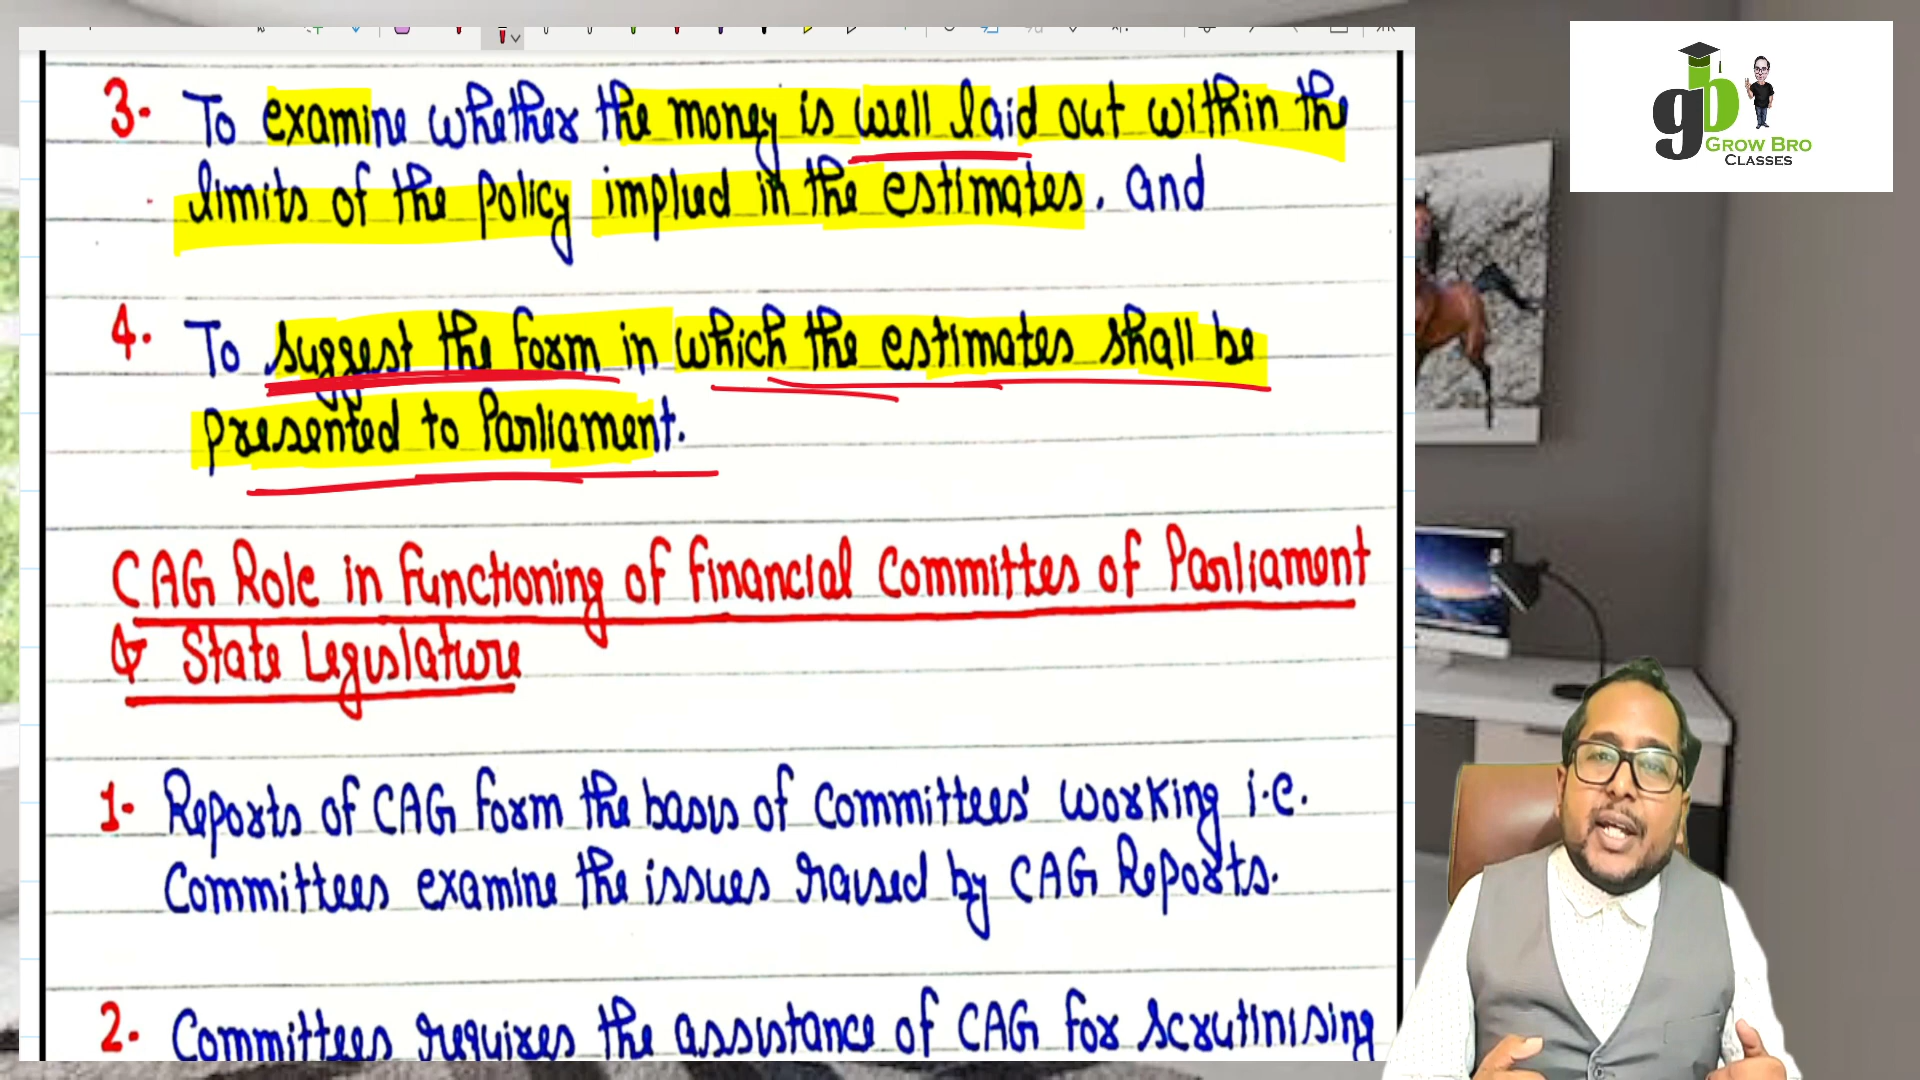 3- To examine whether the money is well laid out within the
limits of the policy implied in the estimates. and
4. To suggest the form in which the estimates shall be
presented to Parliament.
CAG Role in functioning of financial Committes of Parliament
& State Legislature
1- Reports of CAG form the basis of committees' working i.e.
Committees examine the issues raised by CAG Reports.
2- Committees requires the assistance of CAG for scrutinising
gb
GROW BRO
CLASSES